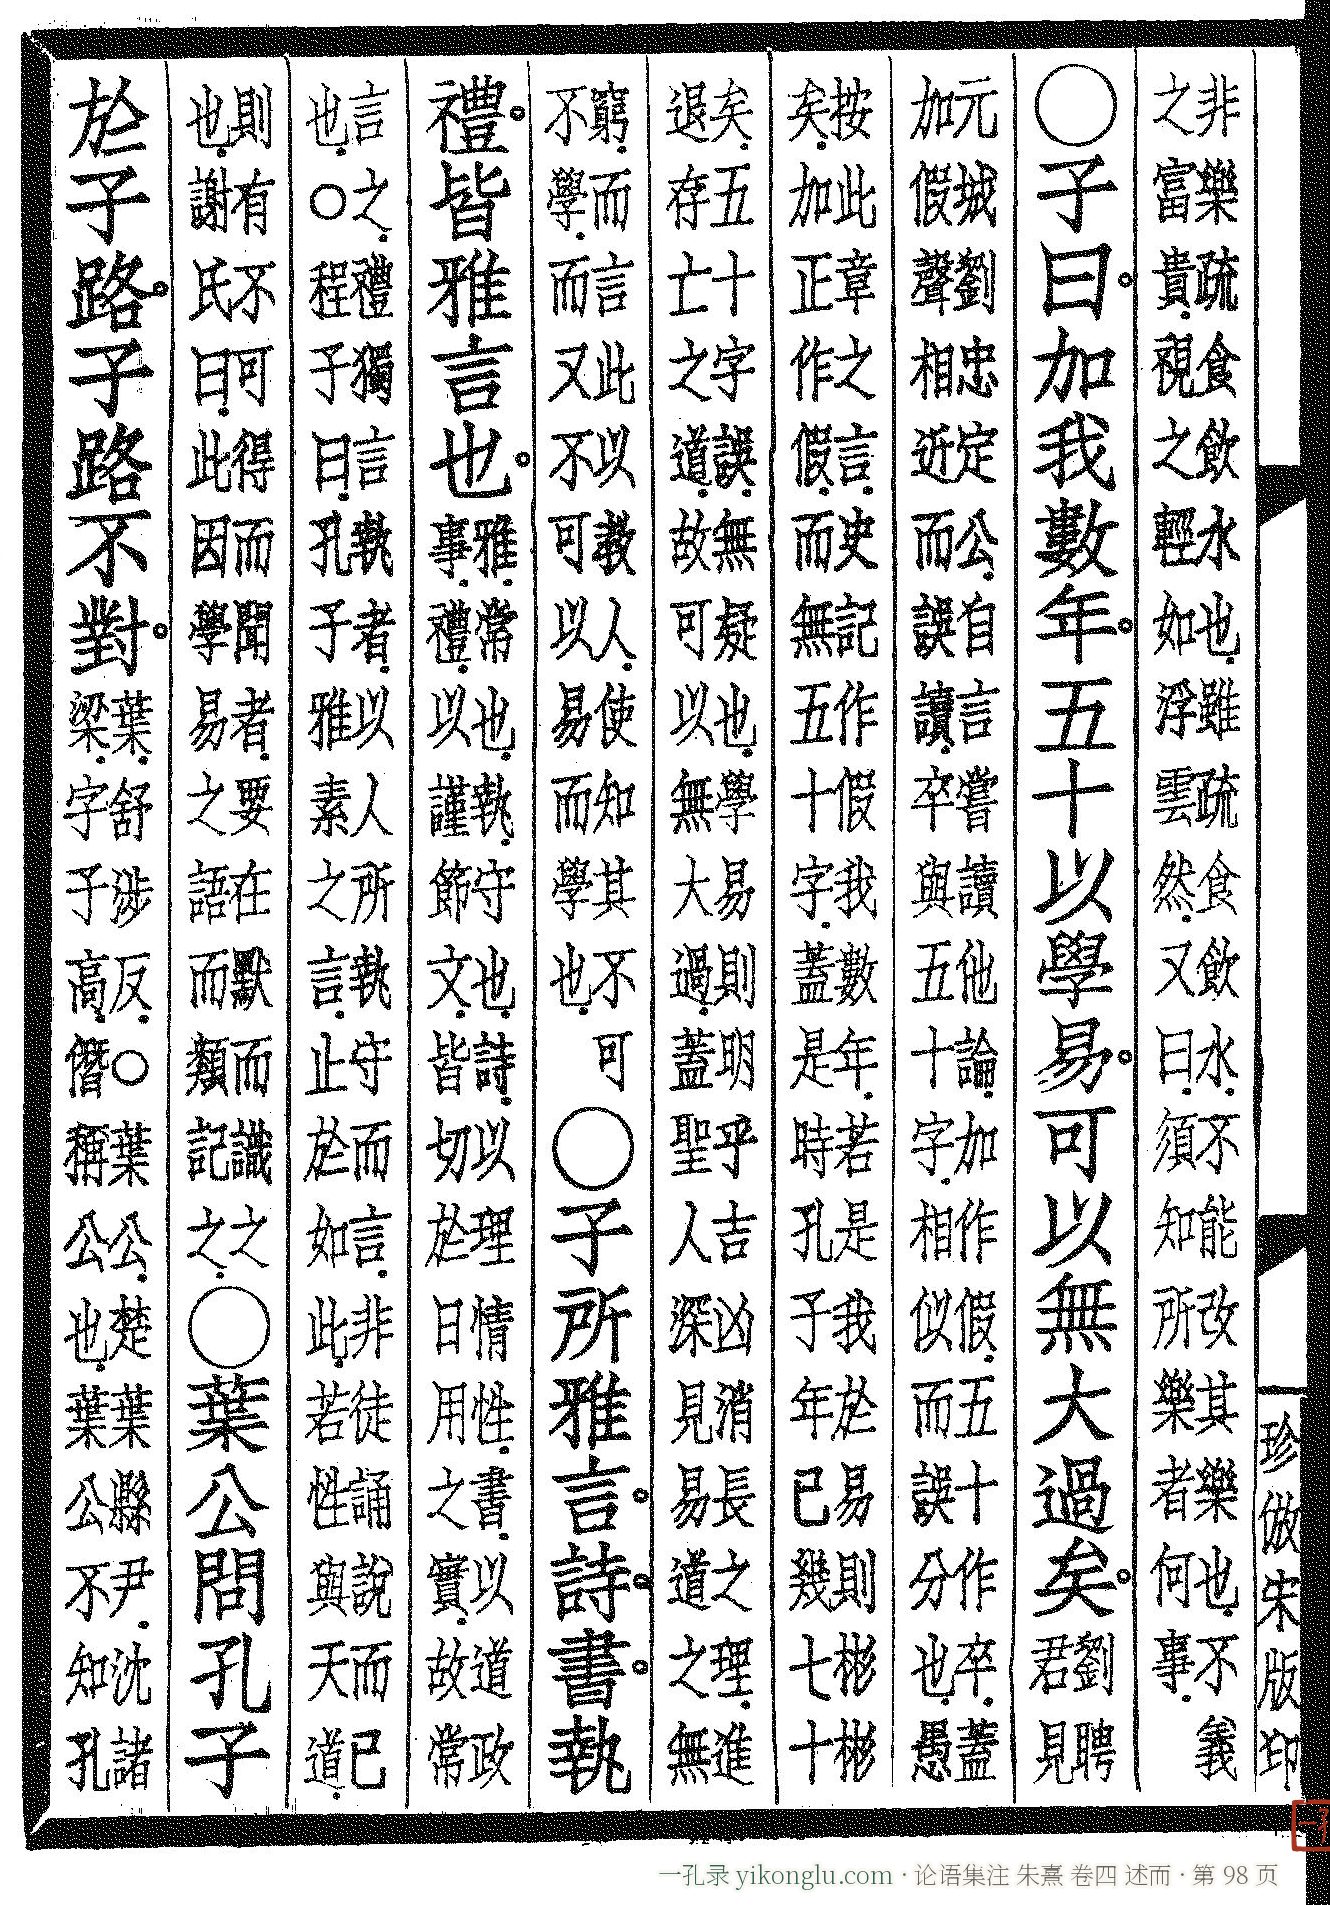 非樂疏食飲水也雖疏食飲水不能改其樂也不義
之富貴視之輕如浮雲然又曰須知所樂者何事
○子曰加我數年五十以學易可以無大過矣劉聘
君見
元城劉忠定公自言嘗讀他論加作假五十作卒蓋
加假聲相近而誤讀卒與五十字相似而誤分也愚
按此章之言史記作假我數年若是我於易則彬彬
矣加正作假而無五十字蓋是時孔子年已幾七十
矣五十字誤無疑也學易則明乎吉凶消長之理進
退存亡之道故可以無大過蓋聖人深見易道之無
窮而言此以教人使知其不可
不學而又不可以易而學也
○子所雅言詩書執
禮皆雅言也
雅常也執守也詩以理情性書以道政
事禮以謹節文皆切於日用之實故常
言之禮獨言執者以人所執守而言非徒誦說而已
也○程子曰孔子雅素之言止於如此若性與天道
則有不可得而聞者要在默而識之
也謝氏曰此因學易之語而類記之
○葉公問孔子
於子路子路不對
葉舒涉反○葉公楚葉縣尹沈諸
梁字子高僭稱公也葉公不知孔
珍倣宋版印
一孔录 yikonglu.com · 论语集注 朱熹 卷四 述而 · 第 98 页